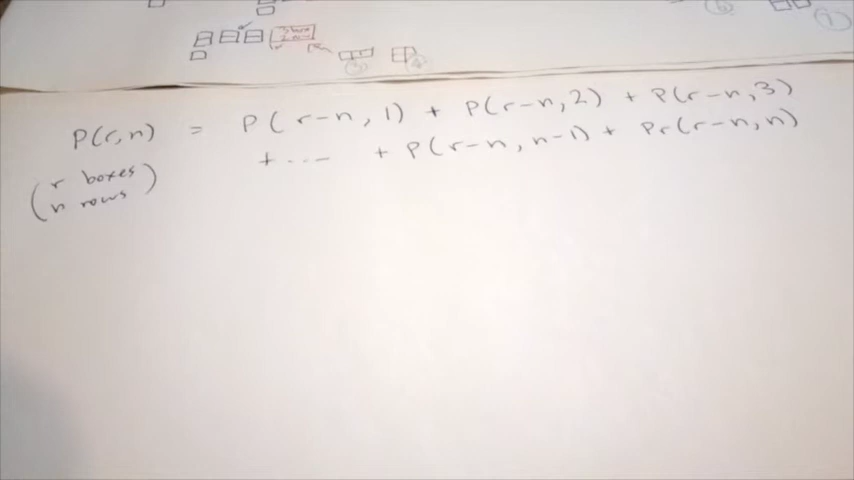 P(r,n) = P(r-n, 1) + P(r-n, 2) + P(r-n, 3)
+ ... + P(r-n, n-1) + Pr(r-n, n)
(r boxes
n rows)